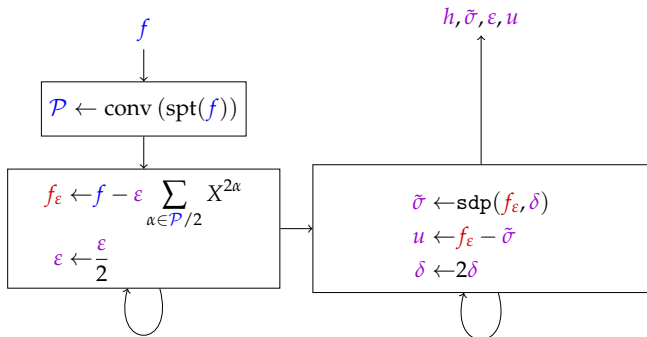 f
h, σ̃, ε, u
𝒫 ← conv (spt(f))
f_ε ←f − ε ∑_{α∈𝒫/2} X^{2α}
ε ←ε/2
σ̃ ←sdp(f_ε, δ)
u ←f_ε − σ̃
δ ←2δ